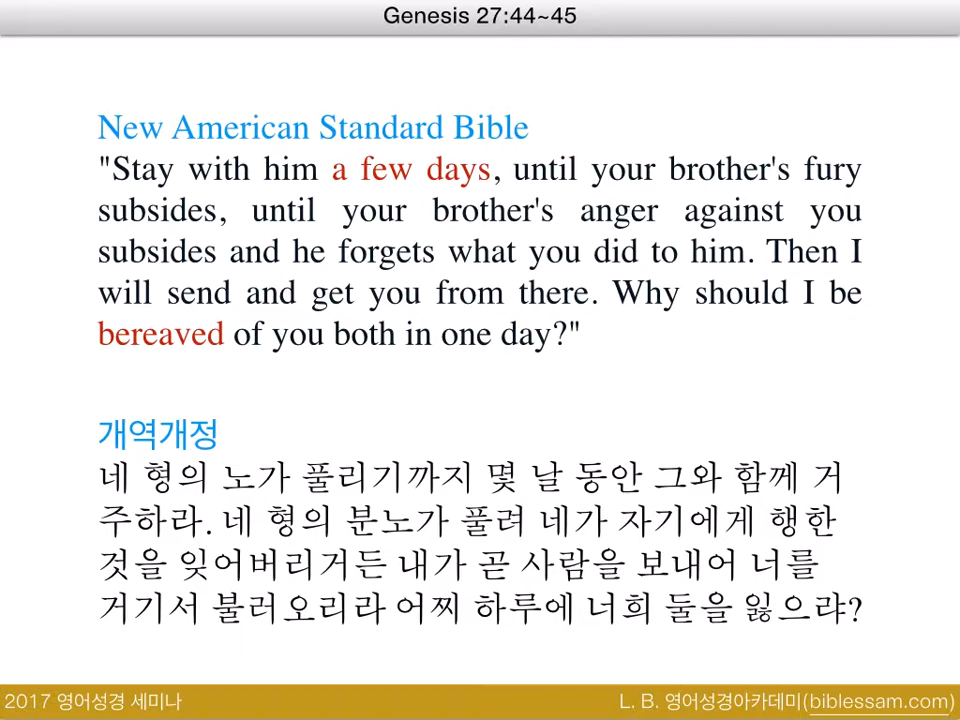 Genesis 27:44~45
New American Standard Bible
"Stay with him a few days, until your brother's fury
subsides, until your brother's anger against you
subsides and he forgets what you did to him. Then I
will send and get you from there. Why should I be
bereaved of you both in one day?"
개역개정
네 형의 노가 풀리기까지 몇 날 동안 그와 함께 거
주하라. 네 형의 분노가 풀려 네가 자기에게 행한
것을 잊어버리거든 내가 곧 사람을 보내어 너를
거기서 불러오리라 어찌 하루에 너희 둘을 잃으랴?
2017 영어성경 세미나
L. B. 영어성경아카데미(biblessam.com)